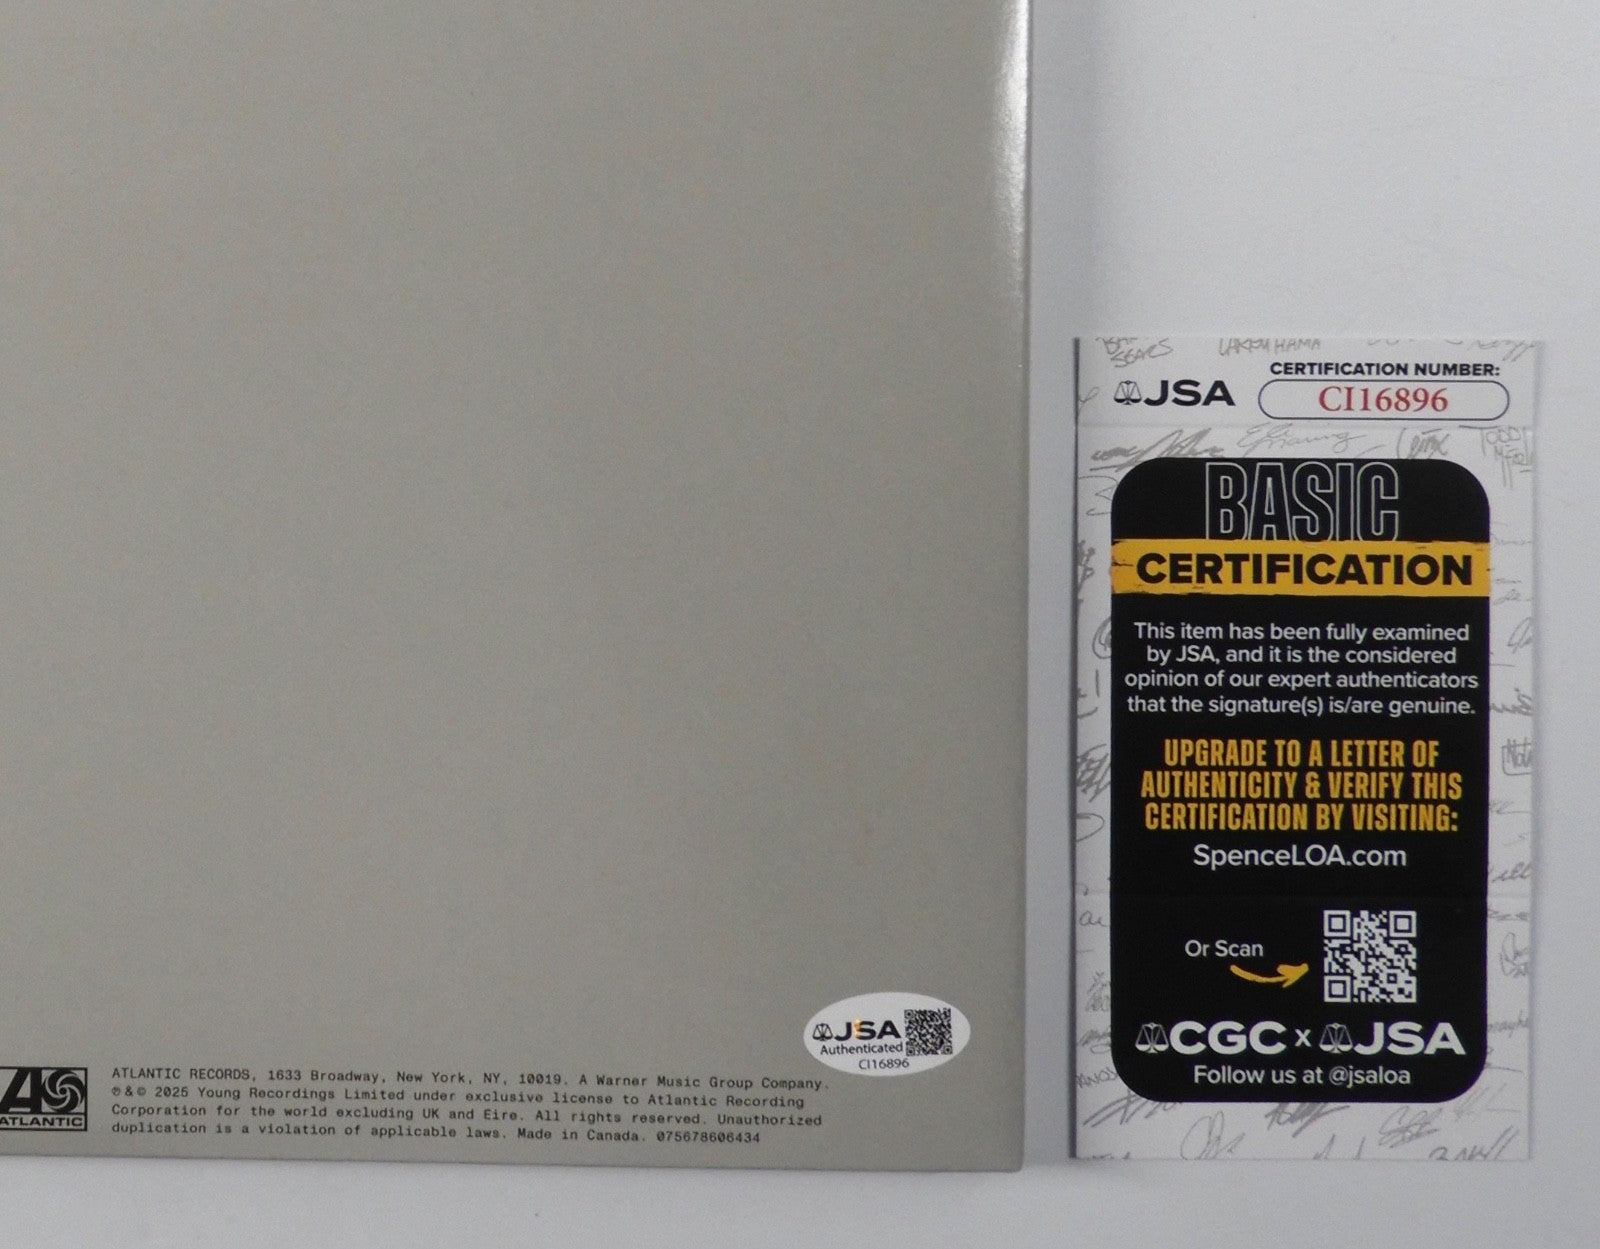 ATLANTIC
ATLANTIC RECORDS, 1633 Broadway, New York, NY, 10019. A Warner Music Group Company.
℗&© 2025 Young Recordings Limited under exclusive license to Atlantic Recording
Corporation for the world excluding UK and Eire. All rights reserved. Unauthorized
duplication is a violation of applicable laws. Made in Canada. 075678606434
JSA
Authenticated
CI16896
JSA
CERTIFICATION NUMBER:
CI16896
BASIC
CERTIFICATION
This item has been fully examined
by JSA, and it is the considered
opinion of our expert authenticators
that the signature(s) is/are genuine.
UPGRADE TO A LETTER OF
AUTHENTICITY & VERIFY THIS
CERTIFICATION BY VISITING:
SpenceLOA.com
Or Scan
CGC x JSA
Follow us at @jsaloa